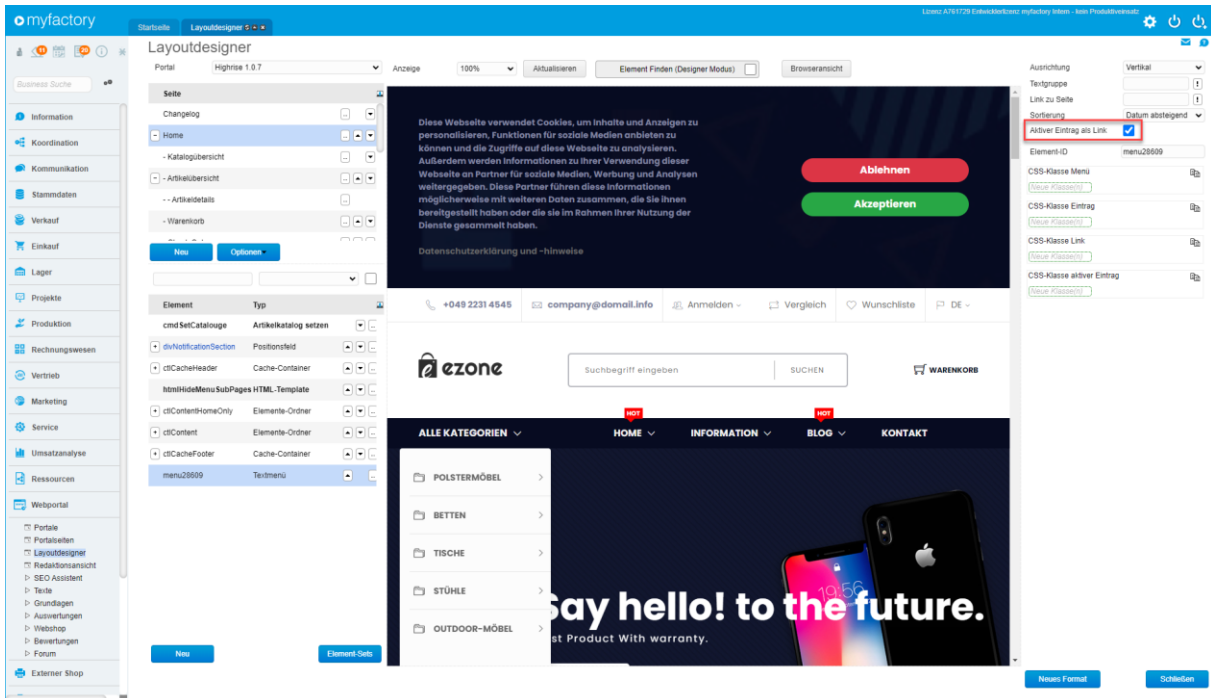 myfactory
Startseite
Layoutdesigner
Lizenz A761729 Entwicklerlizenz myfactory Intern - kein Produktiveinsatz
Layoutdesigner
Business Suche
Information
Koordination
Kommunikation
Stammdaten
Verkauf
Einkauf
Lager
Projekte
Produktion
Rechnungswesen
Vertrieb
Marketing
Service
Umsatzanalyse
Ressourcen
Webportal
Portale
Portalseiten
Layoutdesigner
Redaktionsansicht
SEO Assistent
Texte
Grundlagen
Auswertungen
Webshop
Bewertungen
Forum
Externer Shop
Portal
Highrise 1.0.7
Seite
Changelog
Home
- Katalogübersicht
- Artikelübersicht
- - Artikeldetails
- Warenkorb
Neu
Optionen
Element Typ
cmdSetCatalouge Artikelkatalog setzen
divNotificationSection Positionsfeld
ctlCacheHeader Cache-Container
htmlHideMenuSubPages HTML-Template
ctlContentHomeOnly Elemente-Ordner
ctlContent Elemente-Ordner
ctlCacheFooter Cache-Container
menu28609 Textmenü
Neu
Element-Sets
Anzeige
100%
Aktualisieren
Element Finden (Designer Modus)
Browseransicht
Diese Webseite verwendet Cookies, um Inhalte und Anzeigen zu
personalisieren, Funktionen für soziale Medien anbieten zu
können und die Zugriffe auf diese Webseite zu analysieren.
Außerdem werden Informationen zu Ihrer Verwendung dieser
Webseite an Partner für soziale Medien, Werbung und Analysen
weitergegeben. Diese Partner führen diese Informationen
möglicherweise mit weiteren Daten zusammen, die Sie ihnen
bereitgestellt haben oder die sie im Rahmen Ihrer Nutzung der
Dienste gesammelt haben.
Datenschutzerklärung und -hinweise
Ablehnen
Akzeptieren
+049 2231 4545
company@domail.info
Anmelden
Vergleich
Wunschliste
DE
ezone
Suchbegriff eingeben
SUCHEN
WARENKORB
HOT
HOT
ALLE KATEGORIEN
HOME
INFORMATION
BLOG
KONTAKT
POLSTERMÖBEL
BETTEN
TISCHE
STÜHLE
OUTDOOR-MÖBEL
19:56
Say hello! to the future.
st Product With warranty.
Ausrichtung Vertikal
Textgruppe
Link zu Seite
Sortierung Datum absteigend
Aktiver Eintrag als Link
Element-ID menu28609
CSS-Klasse Menü
[Neue Klasse(n)]
CSS-Klasse Eintrag
[Neue Klasse(n)]
CSS-Klasse Link
[Neue Klasse(n)]
CSS-Klasse aktiver Eintrag
[Neue Klasse(n)]
Neues Format
Schließen